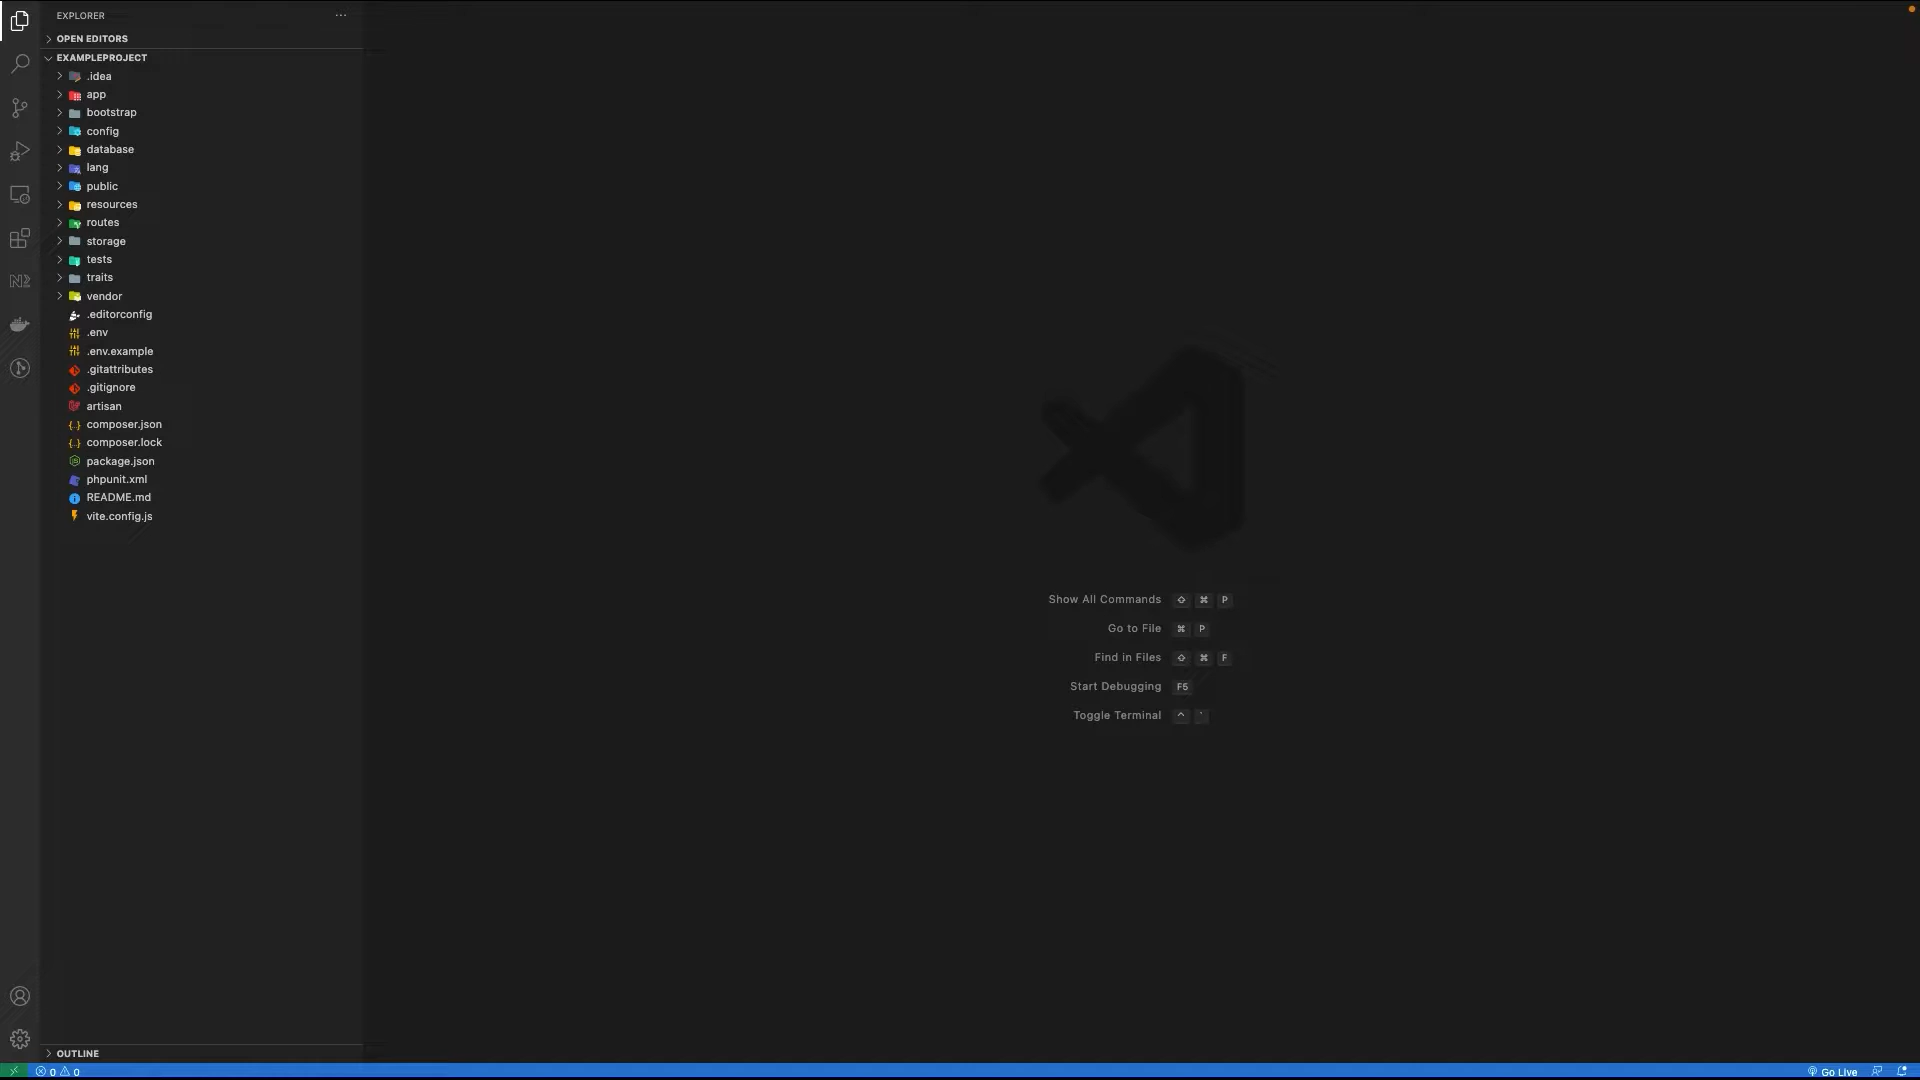 EXPLORER
OPEN EDITORS
EXAMPLEPROJECT
.idea
app
bootstrap
config
database
lang
public
resources
routes
storage
tests
traits
vendor
.editorconfig
.env
.env.example
.gitattributes
.gitignore
artisan
composer.json
composer.lock
package.json
phpunit.xml
README.md
vite.config.js
Show All Commands ⇧ ⌘ P
Go to File ⌘ P
Find in Files ⇧ ⌘ F
Start Debugging F5
Toggle Terminal ^ `
OUTLINE
0 0
Go Live